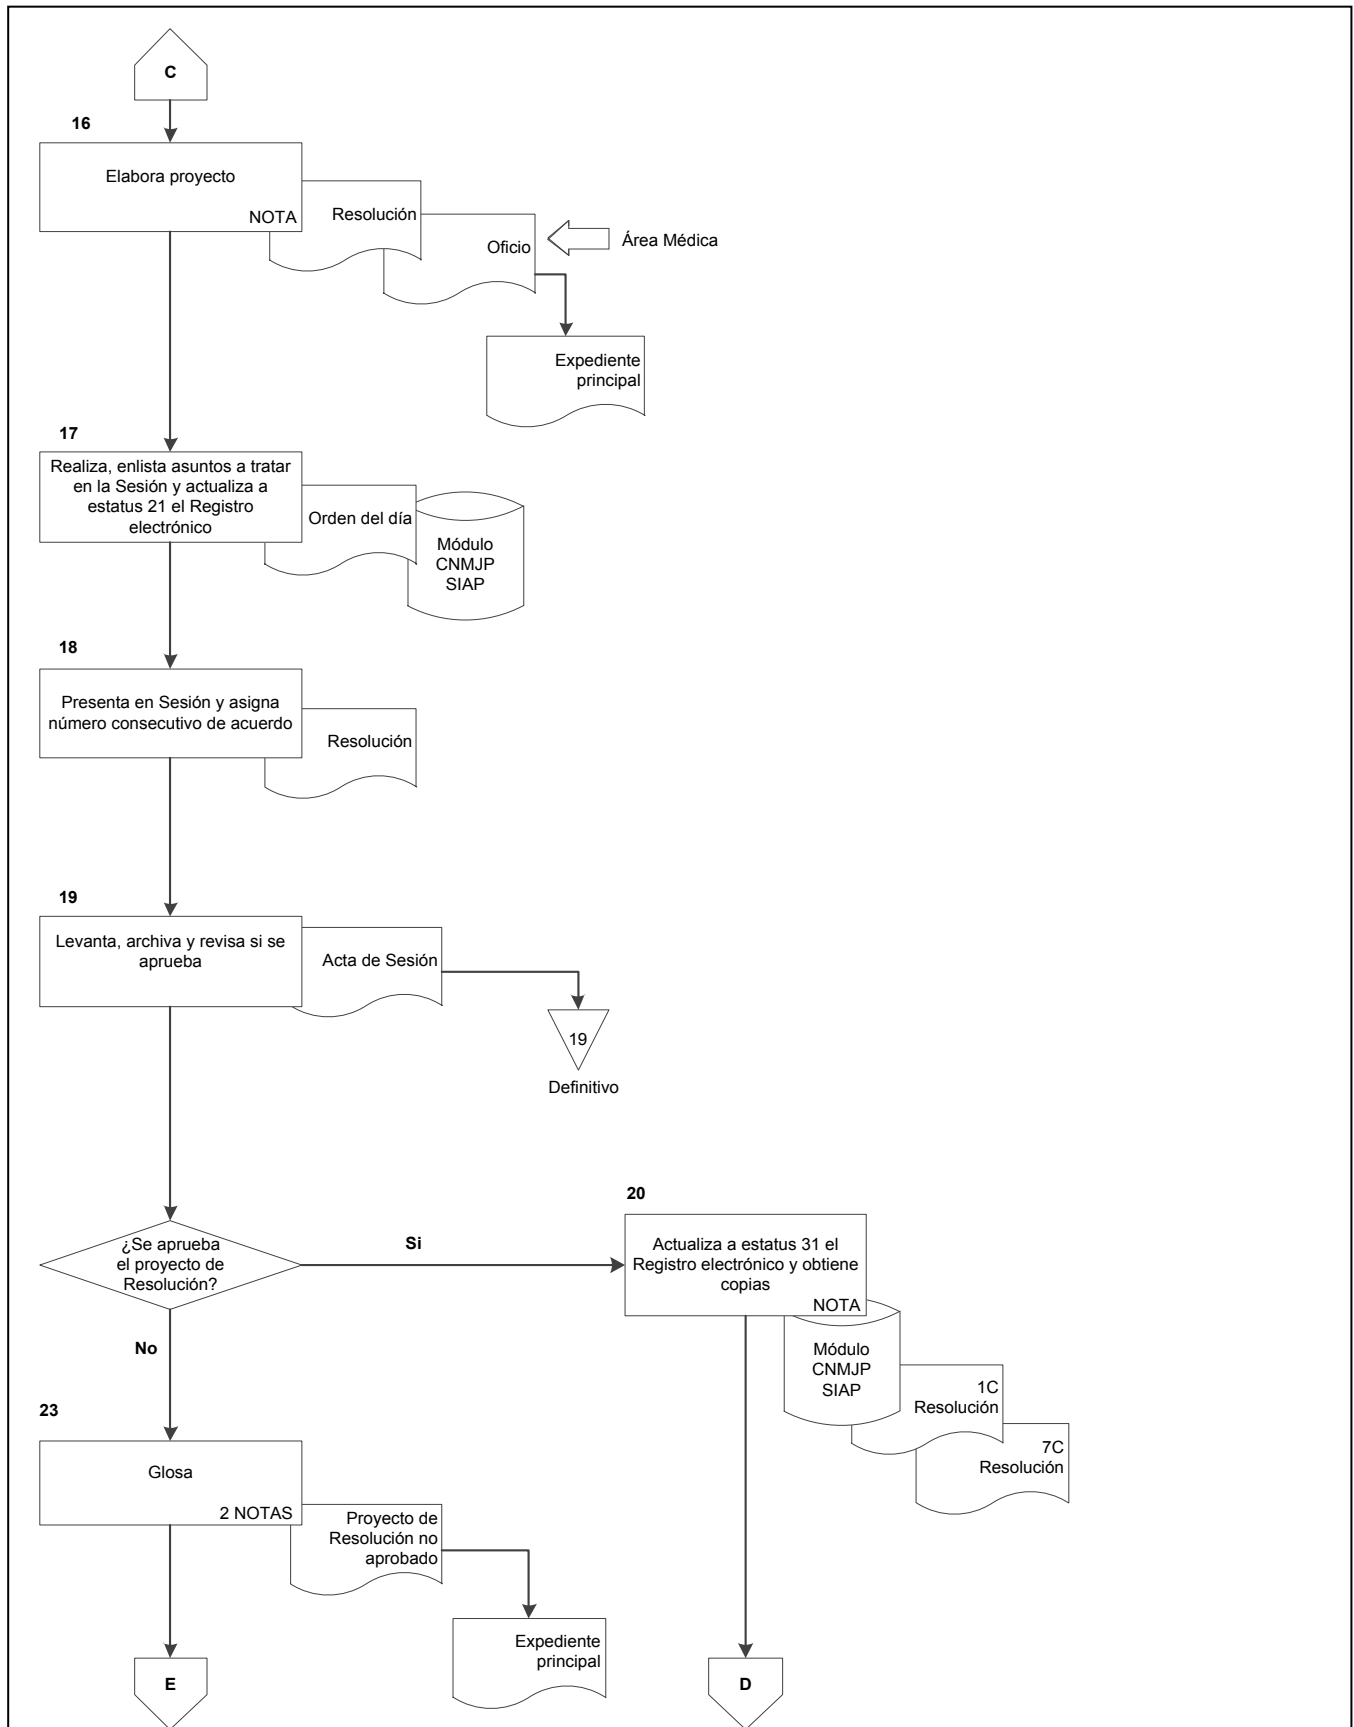 C
16
Elabora proyecto
NOTA
Resolución
Oficio
Área Médica
Expediente
principal
17
Realiza, enlista asuntos a tratar
en la Sesión y actualiza a
estatus 21 el Registro
electrónico
Orden del día
Módulo
CNMJP
SIAP
18
Presenta en Sesión y asigna
número consecutivo de acuerdo
Resolución
19
Levanta, archiva y revisa si se
aprueba
Acta de Sesión
19
Definitivo
¿Se aprueba
el proyecto de
Resolución?
Si
20
Actualiza a estatus 31 el
Registro electrónico y obtiene
copias
NOTA
Módulo
CNMJP
SIAP
1C
Resolución
7C
Resolución
No
23
Glosa
2 NOTAS
Proyecto de
Resolución no
aprobado
Expediente
principal
E
D